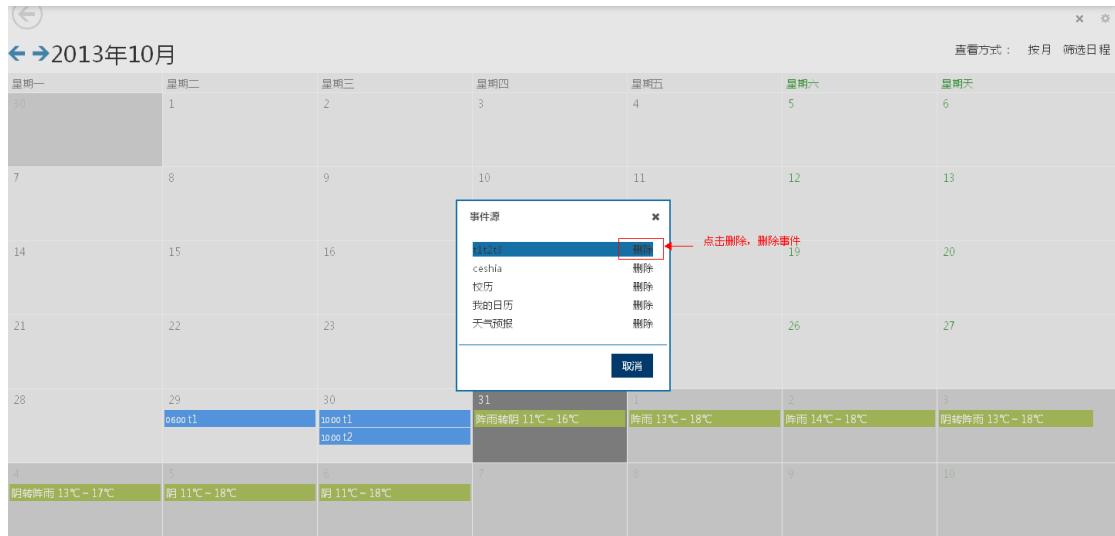 2013年10月
查看方式： 按月 筛选日程
星期一 星期二 星期三 星期四 星期五 星期六 星期天
30 1 2 3 4 5 6
7 8 9 10 11 12 13
事件源
14 15 16 19 20
t1t2t3 删除
点击删除，删除事件
ceshia 删除
校历 删除
我的日历 删除
天气预报 删除
21 22 23 26 27
取消
28 29 30 31 1 2 3
06:00 t1
10:00 t1
阵雨转阴 11℃~16℃
阵雨 13℃~18℃
阵雨 14℃~18℃
阴转阵雨 13℃~18℃
10:00 t2
4 5 6 7 8 9 10
阴转阵雨 13℃~17℃
阴 11℃~18℃
阴 11℃~18℃